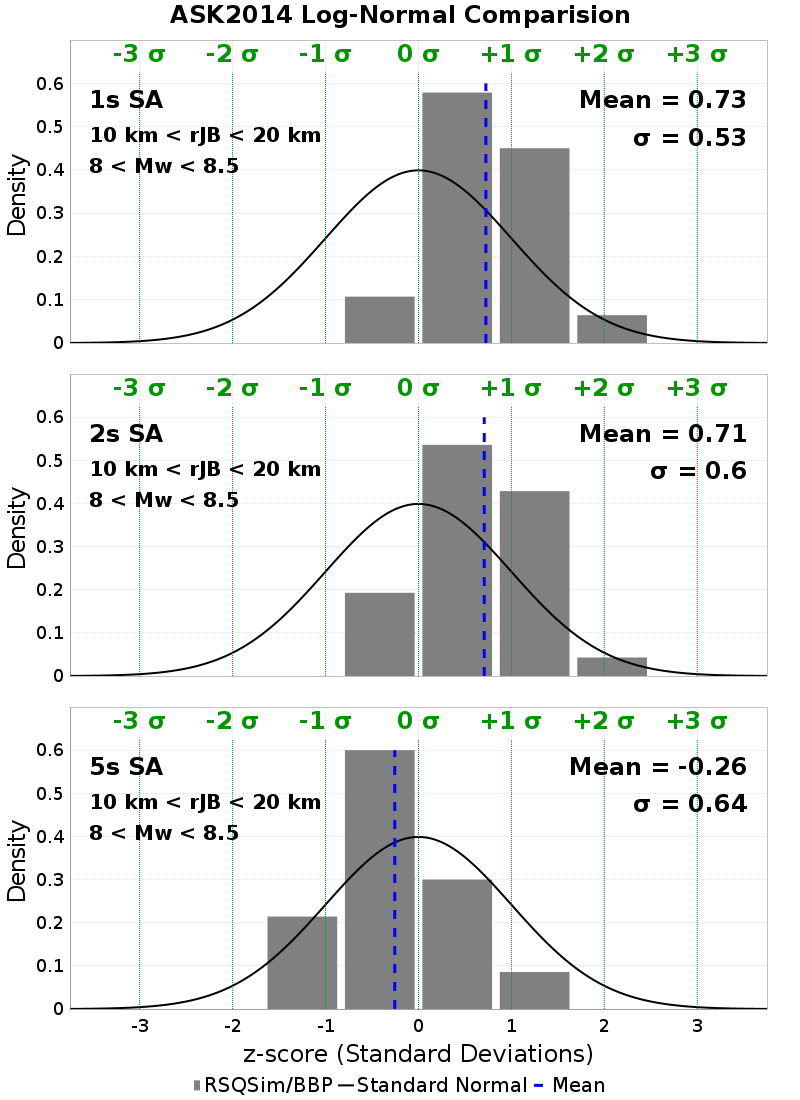 ASK2014 Log-Normal Comparision
-3 σ -2 σ -1 σ 0 σ +1 σ +2 σ +3 σ
1s SA
10 km < rJB < 20 km
8 < Mw < 8.5
Mean = 0.73
σ = 0.53
Density
0.6
0.5
0.4
0.3
0.2
0.1
0
-3 σ -2 σ -1 σ 0 σ +1 σ +2 σ +3 σ
2s SA
10 km < rJB < 20 km
8 < Mw < 8.5
Mean = 0.71
σ = 0.6
Density
0.6
0.5
0.4
0.3
0.2
0.1
0
-3 σ -2 σ -1 σ 0 σ +1 σ +2 σ +3 σ
5s SA
10 km < rJB < 20 km
8 < Mw < 8.5
Mean = -0.26
σ = 0.64
Density
0.6
0.5
0.4
0.3
0.2
0.1
0
-3 -2 -1 0 1 2 3
z-score (Standard Deviations)
RSQSim/BBP Standard Normal Mean